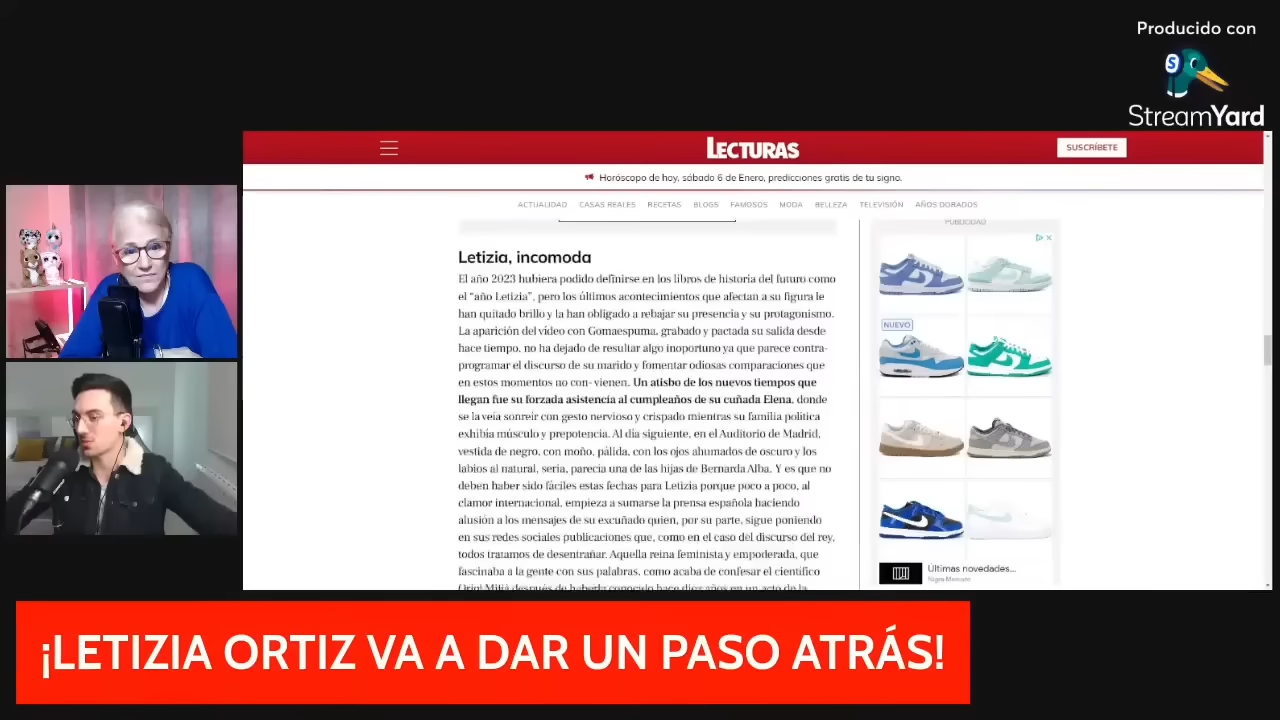 Producido con
StreamYard
LECTURAS
SUSCRÍBETE
Horóscopo de hoy, sábado 6 de Enero, predicciones gratis de tu signo.
ACTUALIDAD CASAS REALES RECETAS BLOGS FAMOSOS MODA BELLEZA TELEVISIÓN AÑOS DORADOS
PUBLICIDAD
Letizia, incomoda
El año 2023 hubiera podido definirse en los libros de historia del futuro como
el “año Letizia”, pero los últimos acontecimientos que afectan a su figura le
han quitado brillo y la han obligado a rebajar su presencia y su protagonismo.
La aparición del vídeo con Gomaespuma, grabado y pactada su salida desde
hace tiempo, no ha dejado de resultar algo inoportuno ya que parece contra-
programar el discurso de su marido y fomentar odiosas comparaciones que
en estos momentos no con-vienen. Un atisbo de los nuevos tiempos que
llegan fue su forzada asistencia al cumpleaños de su cuñada Elena, donde
se la veía sonreír con gesto nervioso y crispado mientras su familia política
exhibía músculo y prepotencia. Al día siguiente, en el Auditorio de Madrid,
vestida de negro, con moño, pálida, con los ojos ahumados de oscuro y los
labios al natural, seria, parecía una de las hijas de Bernarda Alba. Y es que no
deben haber sido fáciles estas fechas para Letizia porque poco a poco, al
clamor internacional, empieza a sumarse la prensa española haciendo
alusión a los mensajes de su excuñado quien, por su parte, sigue poniendo
en sus redes sociales publicaciones que, como en el caso del discurso del rey,
todos tratamos de desentrañar. Aquella reina feminista y empoderada, que
fascinaba a la gente con sus palabras, como acaba de confesar el científico
después de haberla conocido hace diez años en un acto de la
NUEVO
Últimas novedades...
¡LETIZIA ORTIZ VA A DAR UN PASO ATRÁS!